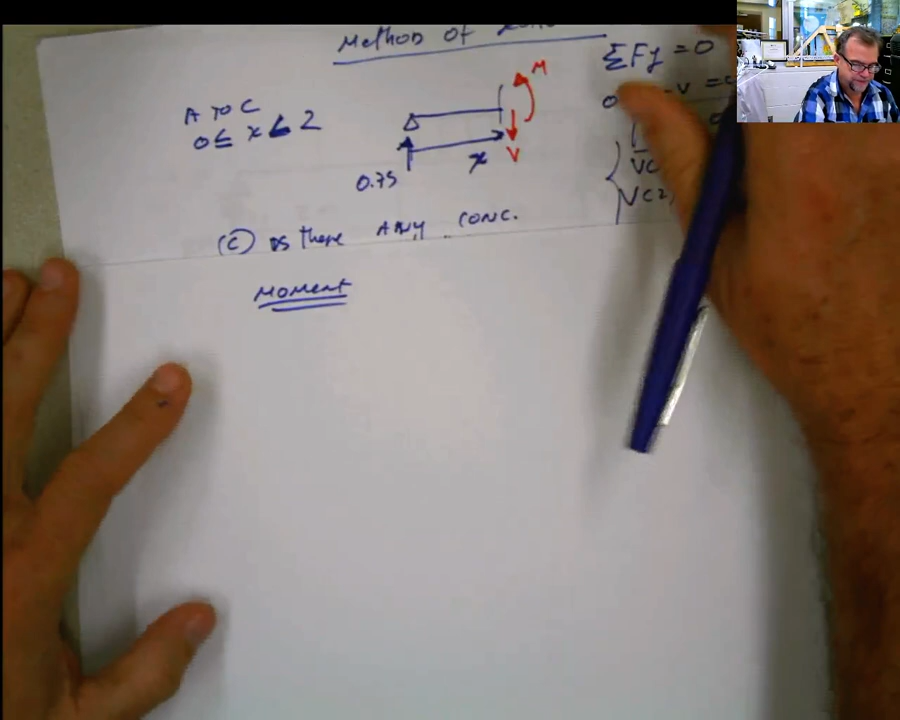 Method of
ΣFy = 0
A TO C
0 ≤ x ≤ 2
M
V
x
0.75
(C) Is there ANY CONC.
MOMENT